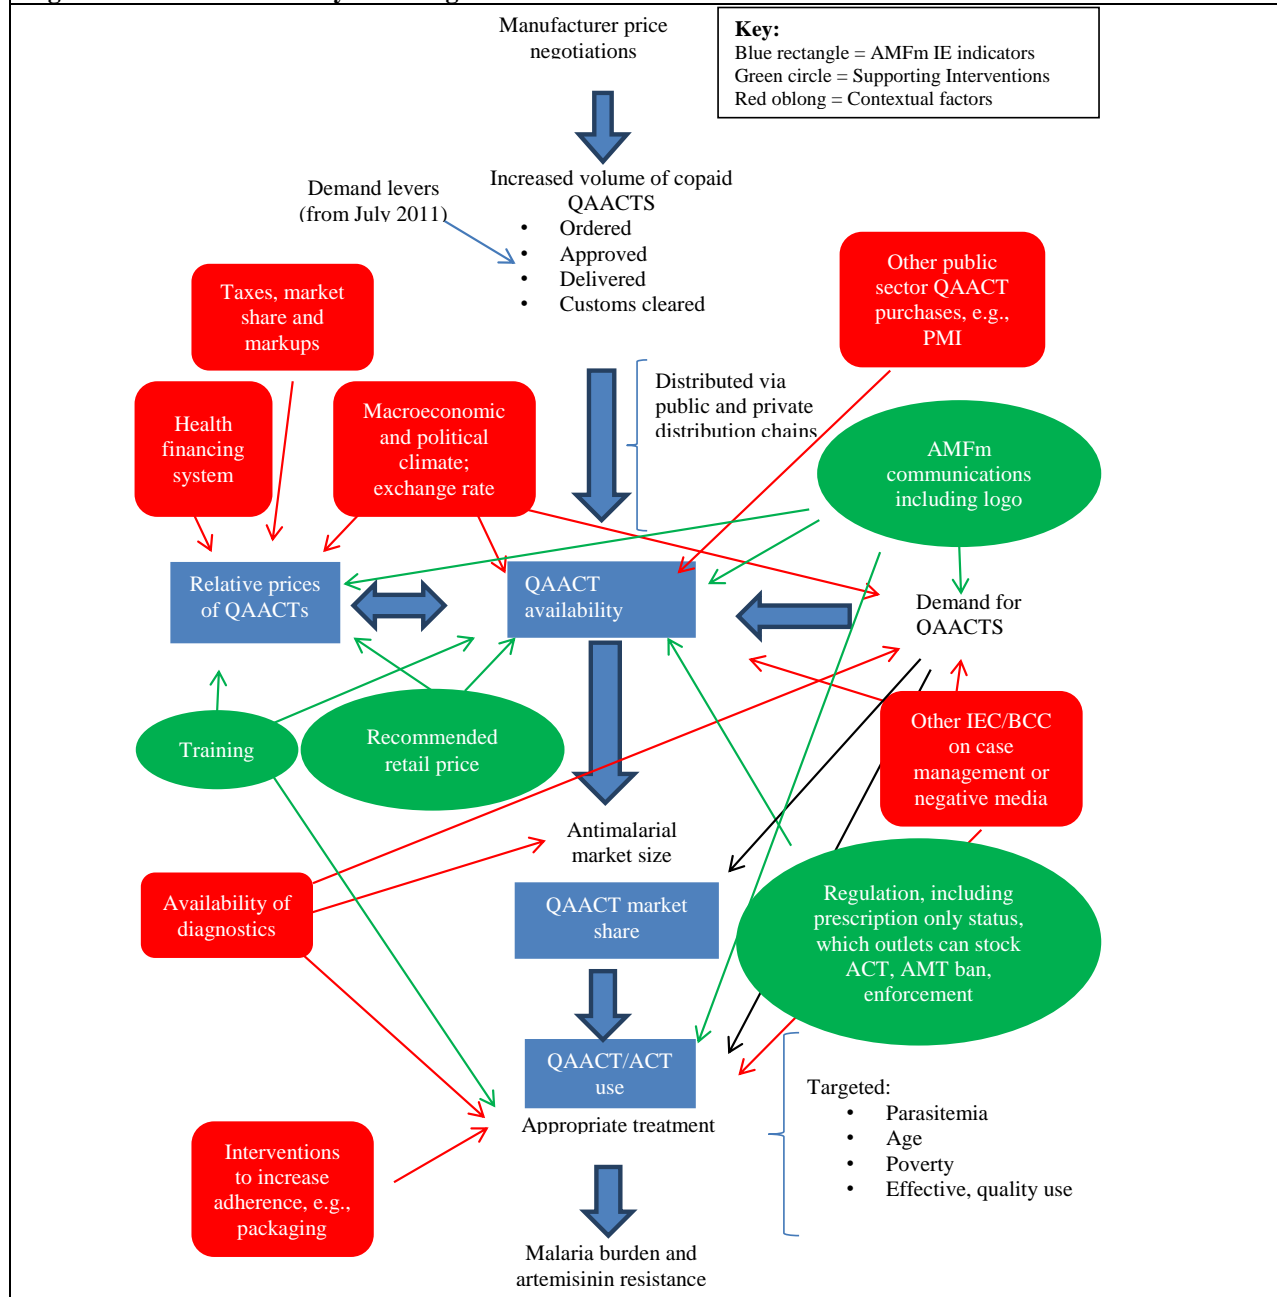 Manufacturer price
negotiations
Key:
Blue rectangle = AMFm IE indicators
Green circle = Supporting Interventions
Red oblong = Contextual factors
Demand levers
(from July 2011)
Increased volume of copaid
QAACTS
• Ordered
• Approved
• Delivered
• Customs cleared
Other public
sector QAACT
purchases, e.g.,
PMI
Taxes, market
share and
markups
Health
financing
system
Macroeconomic
and political
climate;
exchange rate
Distributed via
public and private
distribution chains
AMFm
communications
including logo
Relative prices
of QAACTs
QAACT
availability
Demand for
QAACTS
Training
Recommended
retail price
Other IEC/BCC
on case
management or
negative media
Antimalarial
market size
Availability of
diagnostics
QAACT market
share
Regulation, including
prescription only status,
which outlets can stock
ACT, AMT ban,
enforcement
QAACT/ACT
use
Appropriate treatment
Targeted:
• Parasitemia
• Age
• Poverty
• Effective, quality use
Interventions
to increase
adherence, e.g.,
packaging
Malaria burden and
artemisinin resistance